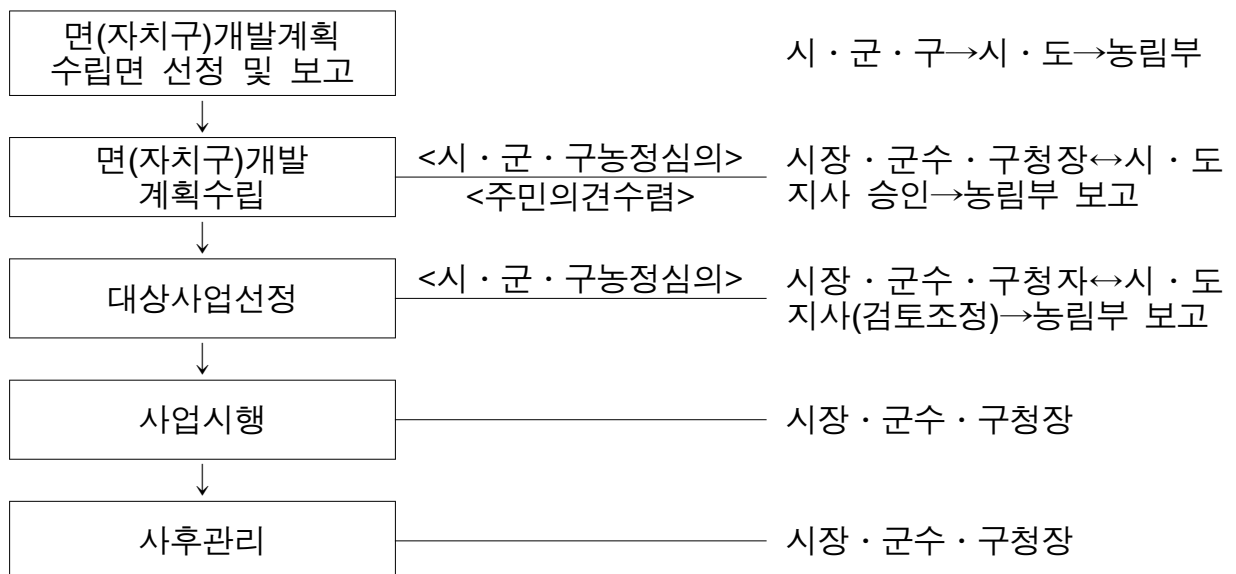 면(자치구)개발계획
수립면 선정 및 보고
시・군・구→시・도→농림부
↓
면(자치구)개발
계획수립
<시・군・구농정심의>
<주민의견수렴>
시장・군수・구청장↔시・도
지사 승인→농림부 보고
↓
대상사업선정
<시・군・구농정심의>
시장・군수・구청자↔시・도
지사(검토조정)→농림부 보고
↓
사업시행
시장・군수・구청장
↓
사후관리
시장・군수・구청장